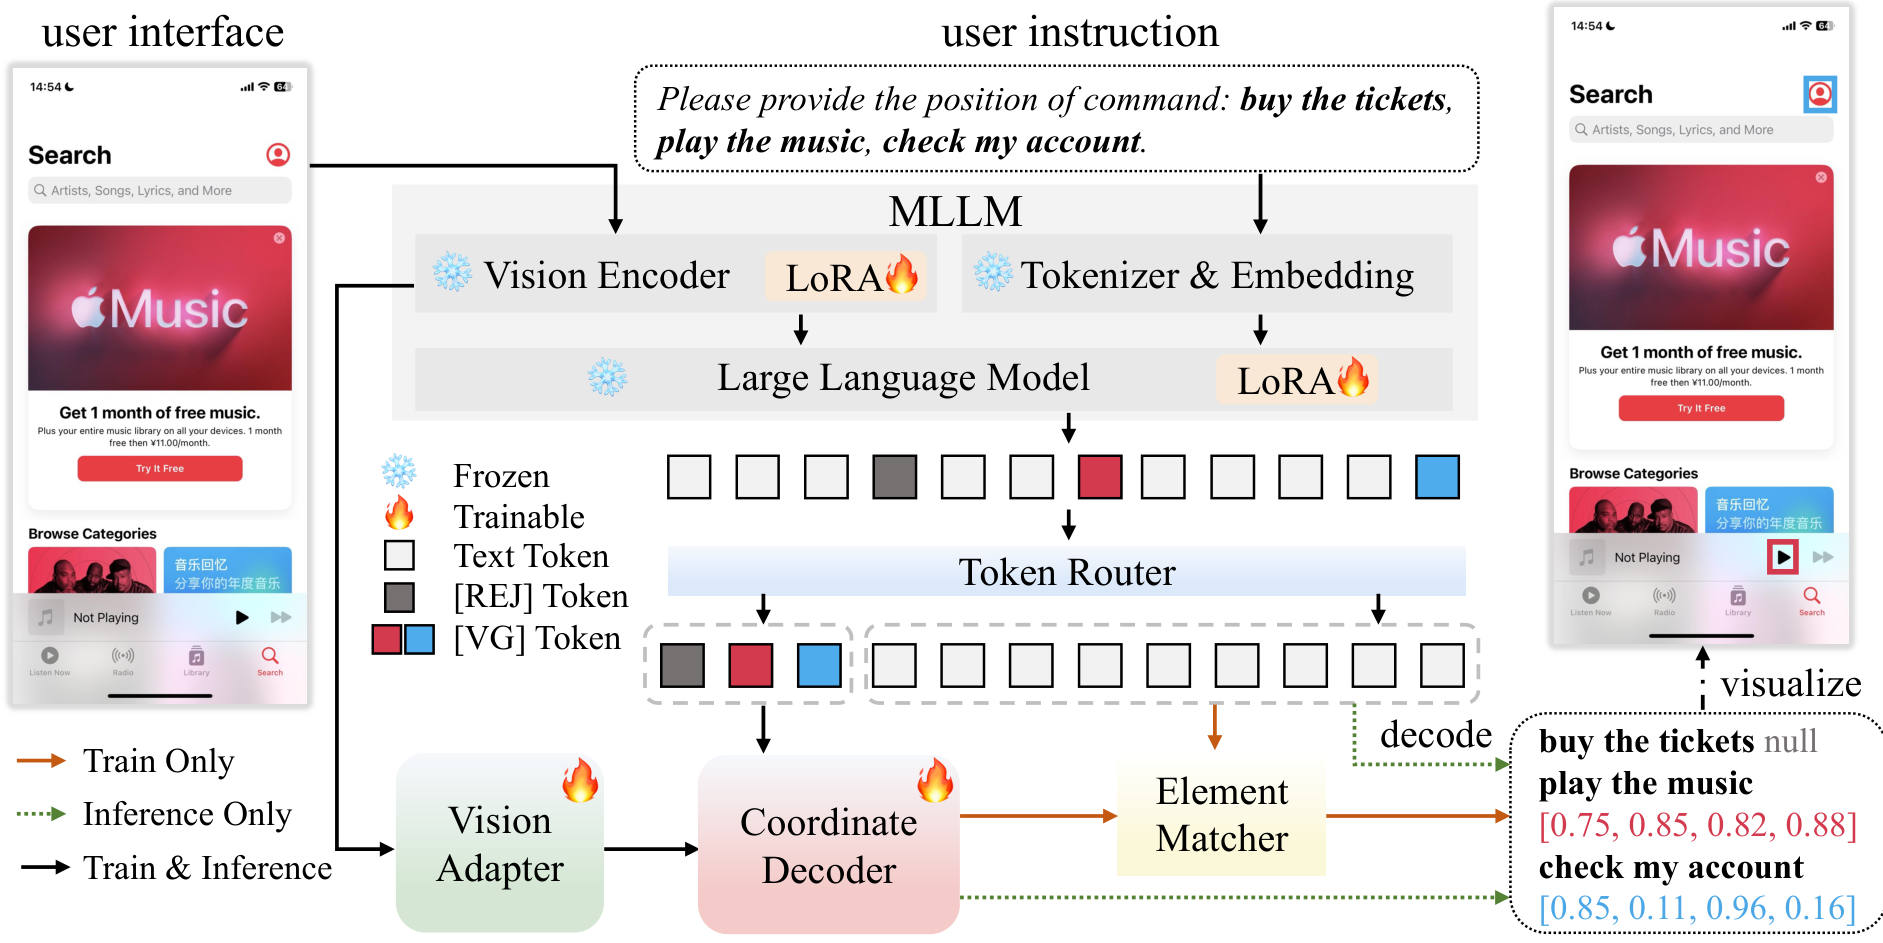 user interface
user instruction
14:54
64
Search
Artists, Songs, Lyrics, and More
Music
Get 1 month of free music.
Plus your entire music library on all your devices. 1 month
free then ¥11.00/month.
Try It Free
Browse Categories
音乐回忆
分享你的年度音乐
Not Playing
Listen Now
Radio
Library
Search
Please provide the position of command: buy the tickets,
play the music, check my account.
MLLM
Vision Encoder
LoRA
Tokenizer & Embedding
Large Language Model
LoRA
Frozen
Trainable
Text Token
[REJ] Token
[VG] Token
Token Router
Train Only
Inference Only
Train & Inference
Vision
Adapter
Coordinate
Decoder
Element
Matcher
decode
visualize
buy the tickets null
play the music
[0.75, 0.85, 0.82, 0.88]
check my account
[0.85, 0.11, 0.96, 0.16]
14:54
64
Search
Artists, Songs, Lyrics, and More
Music
Get 1 month of free music.
Plus your entire music library on all your devices. 1 month
free then ¥11.00/month.
Try It Free
Browse Categories
音乐回忆
分享你的年度音乐
Not Playing
Listen Now
Radio
Library
Search